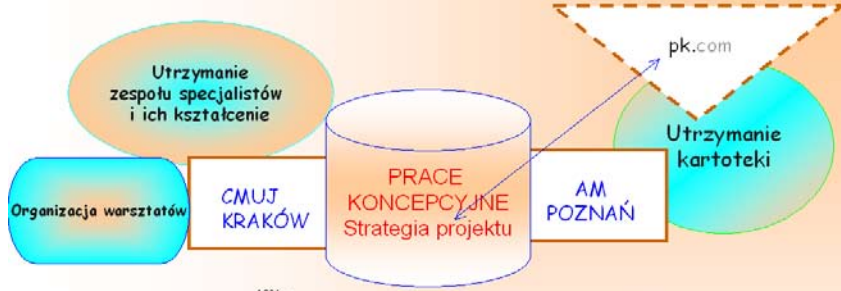 pk.com
Utrzymanie
zespołu specjalistów
i ich kształcenie
Utrzymanie
kartoteki
Organizacja warsztatów
CMUJ
KRAKÓW
PRACE
KONCEPCYJNE
Strategia projektu
AM
POZNAŃ